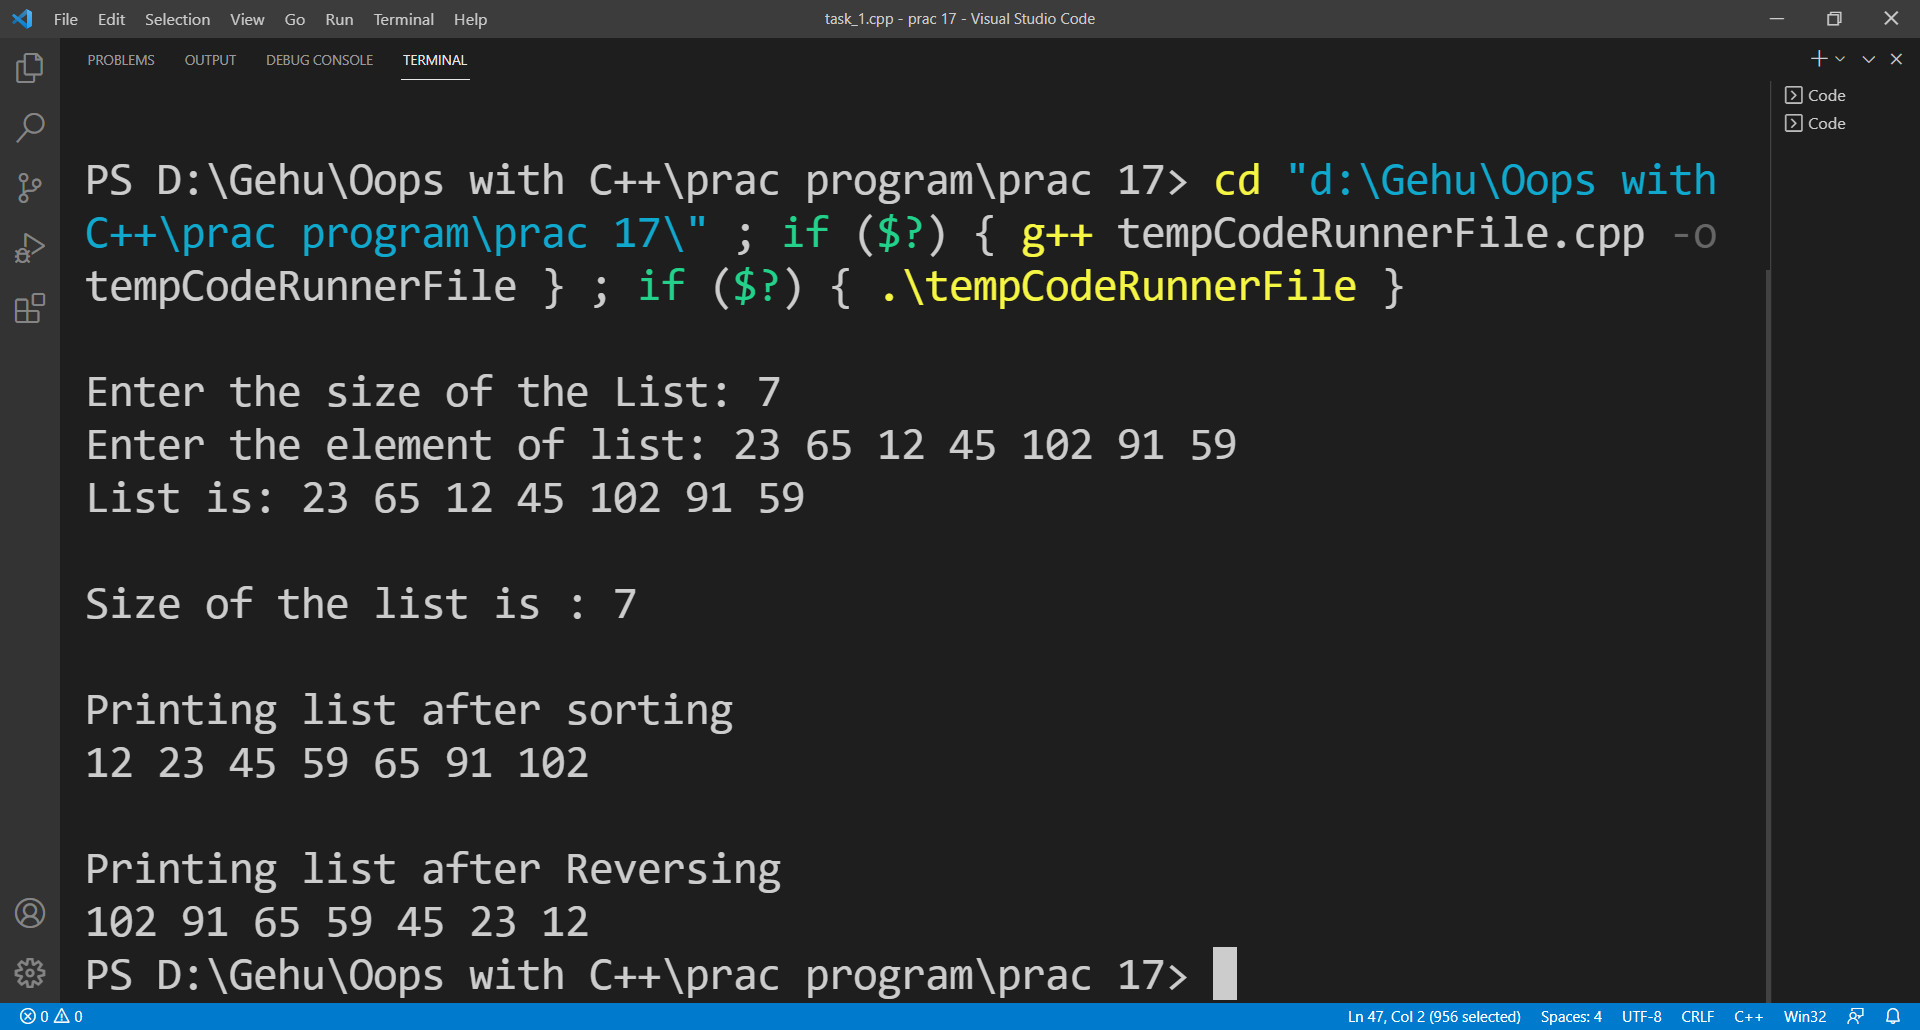 File Edit Selection View Go Run Terminal Help
task_1.cpp - prac 17 - Visual Studio Code
PROBLEMS OUTPUT DEBUG CONSOLE TERMINAL
Code
Code
PS D:\Gehu\Oops with C++\prac program\prac 17> cd "d:\Gehu\Oops with
C++\prac program\prac 17\" ; if ($?) { g++ tempCodeRunnerFile.cpp -o
tempCodeRunnerFile } ; if ($?) { .\tempCodeRunnerFile }
Enter the size of the List: 7
Enter the element of list: 23 65 12 45 102 91 59
List is: 23 65 12 45 102 91 59
Size of the list is : 7
Printing list after sorting
12 23 45 59 65 91 102
Printing list after Reversing
102 91 65 59 45 23 12
PS D:\Gehu\Oops with C++\prac program\prac 17>
0 0
Ln 47, Col 2 (956 selected) Spaces: 4 UTF-8 CRLF C++ Win32